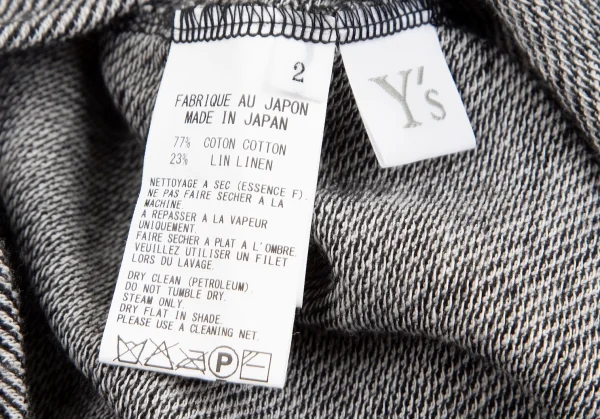 2
FABRIQUE AU JAPON
MADE IN JAPAN
77% COTON COTTON
23% LIN LINEN
NETTOYAGE A SEC (ESSENCE F).
NE PAS FAIRE SECHER A LA
MACHINE.
A REPASSER A LA VAPEUR
UNIQUEMENT.
FAIRE SECHER A PLAT A L'OMBRE.
VEUILLEZ UTILISER UN FILET
LORS DU LAVAGE.
DRY CLEAN (PETROLEUM)
DO NOT TUMBLE DRY.
STEAM ONLY.
DRY FLAT IN SHADE.
PLEASE USE A CLEANING NET.
P
Y's